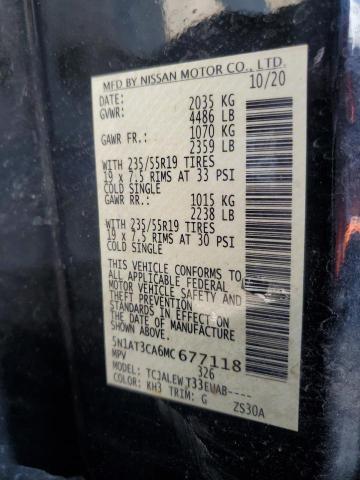 MFD BY NISSAN MOTOR CO., LTD.
DATE: 10/20
GVWR: 2035 KG
4486 LB
GAWR FR.: 1070 KG
2359 LB
WITH 235/55R19 TIRES
19 x 7.5 RIMS AT 33 PSI
COLD SINGLE
GAWR RR.: 1015 KG
2238 LB
WITH 235/55R19 TIRES
19 x 7.5 RIMS AT 30 PSI
COLD SINGLE
THIS VEHICLE CONFORMS TO
ALL APPLICABLE FEDERAL
MOTOR VEHICLE SAFETY AND
THEFT PREVENTION
STANDARDS IN EFFECT ON
THE DATE OF MANUFACTURE
SHOWN ABOVE.
5N1AT3CA6MC677118
MPV 326
MODEL: TCJALEW T33EUAB----
COLOR: KH3 TRIM: G ZS30A